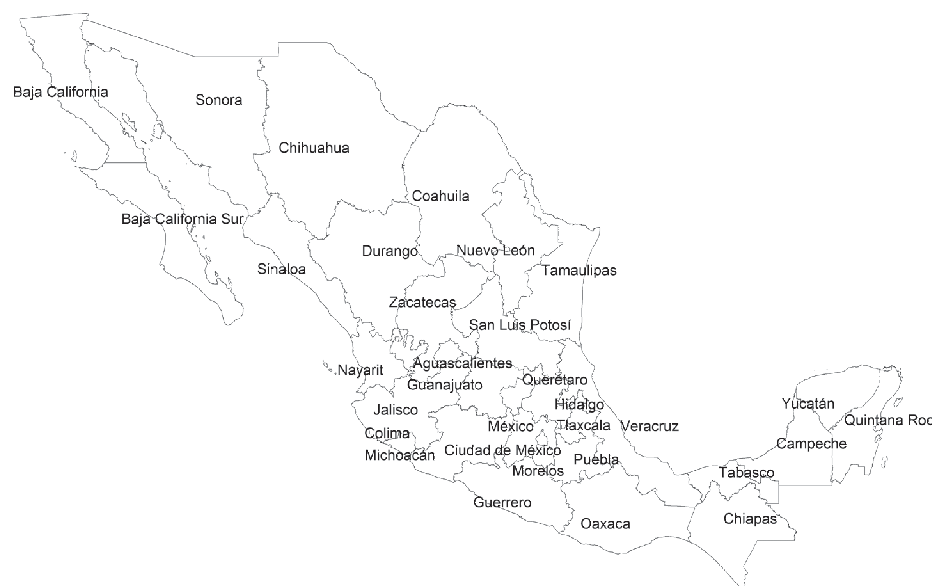 Baja California
Sonora
Chihuahua
Coahuila
Baja California Sur
Durango
Nuevo León
Sinaloa
Tamaulipas
Zacatecas
San Luis Potosí
Aguascalientes
Nayarit
Guanajuato
Querétaro
Yucatán
Hidalgo
Jalisco
Quintana Roo
México
Tlaxcala
Veracruz
Colima
Campeche
Ciudad de México
Michoacán
Puebla
Morelos
Tabasco
Guerrero
Chiapas
Oaxaca